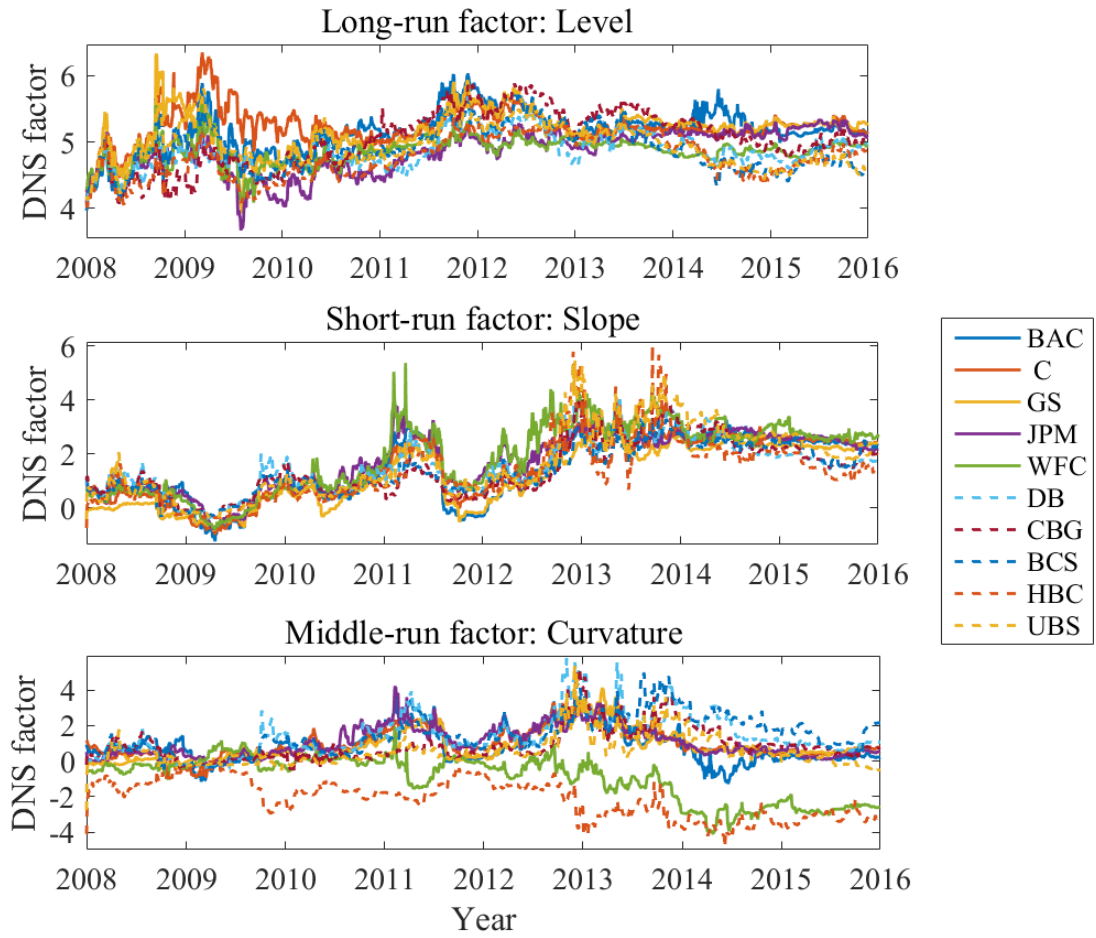 Long-run factor: Level
DNS factor
6
5
4
2008 2009 2010 2011 2012 2013 2014 2015 2016
Short-run factor: Slope
DNS factor
6
4
2
0
2008 2009 2010 2011 2012 2013 2014 2015 2016
Middle-run factor: Curvature
DNS factor
4
2
0
-2
-4
2008 2009 2010 2011 2012 2013 2014 2015 2016
Year
BAC
C
GS
JPM
WFC
DB
CBG
BCS
HBC
UBS